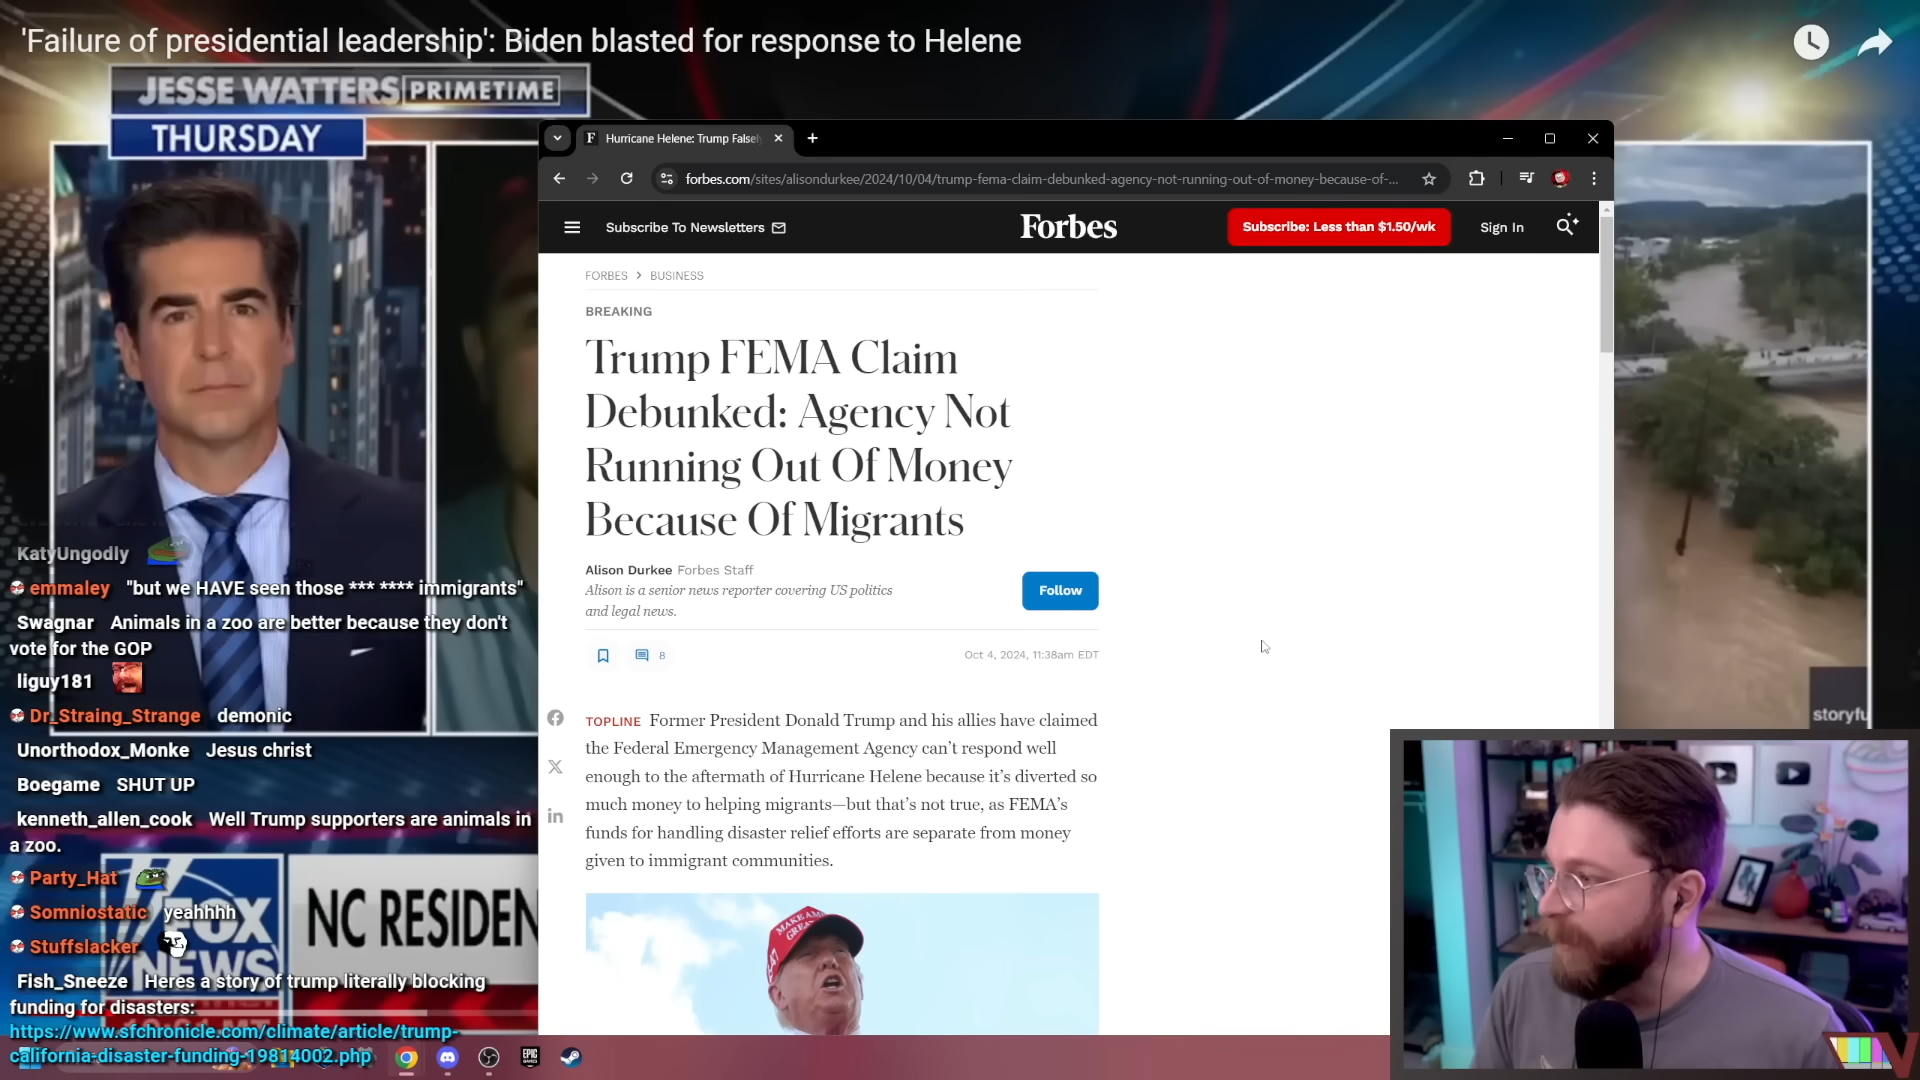 'Failure of presidential leadership': Biden blasted for response to Helene
JESSE WATTERS PRIMETIME
THURSDAY
Hurricane Helene: Trump Falsel
forbes.com/sites/alisondurkee/2024/10/04/trump-fema-claim-debunked-agency-not-running-out-of-money-because-of-...
Subscribe To Newsletters
Forbes
Subscribe: Less than $1.50/wk
Sign In
FORBES > BUSINESS
BREAKING
Trump FEMA Claim
Debunked: Agency Not
Running Out Of Money
Because Of Migrants
Alison Durkee Forbes Staff
Alison is a senior news reporter covering US politics
and legal news.
Follow
8
Oct 4, 2024, 11:38am EDT
TOPLINE Former President Donald Trump and his allies have claimed
the Federal Emergency Management Agency can't respond well
enough to the aftermath of Hurricane Helene because it's diverted so
much money to helping migrants—but that's not true, as FEMA's
funds for handling disaster relief efforts are separate from money
given to immigrant communities.
KatyUngodly
emmaley "but we HAVE seen those *** **** immigrants"
Swagnar Animals in a zoo are better because they don't
vote for the GOP
liguy181
Dr_Straing_Strange demonic
Unorthodox_Monke Jesus christ
Boegame SHUT UP
kenneth_allen_cook Well Trump supporters are animals in
a zoo.
Party_Hat
Somniostatic yeahhhh
Stuffslacker
Fish_Sneeze Heres a story of trump literally blocking
funding for disasters:
https://www.sfchronicle.com/climate/article/trump-
california-disaster-funding-19814002.php
FOX
NEWS
NC RESIDEN
storyfu
EPIC
GAMES